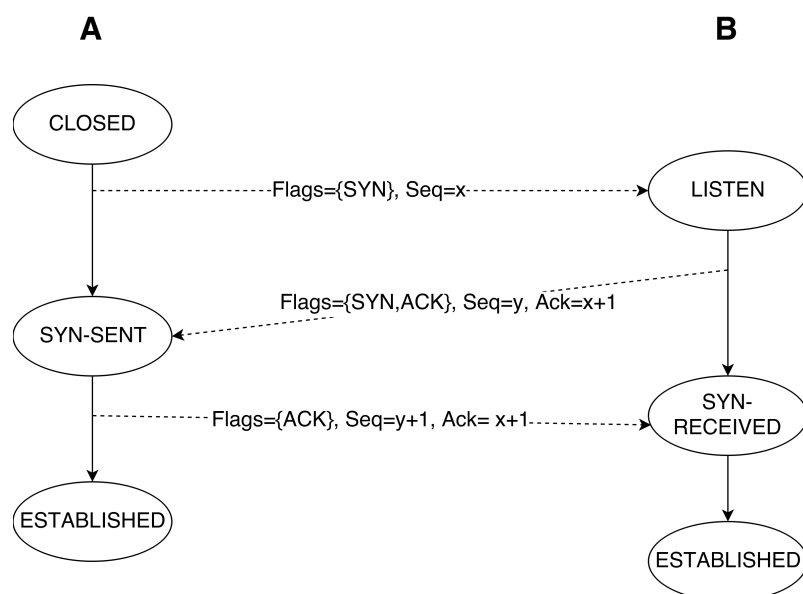 A
B
CLOSED
Flags={SYN}, Seq=x
LISTEN
Flags={SYN,ACK}, Seq=y, Ack=x+1
SYN-SENT
Flags={ACK}, Seq=y+1, Ack= x+1
SYN-
RECEIVED
ESTABLISHED
ESTABLISHED